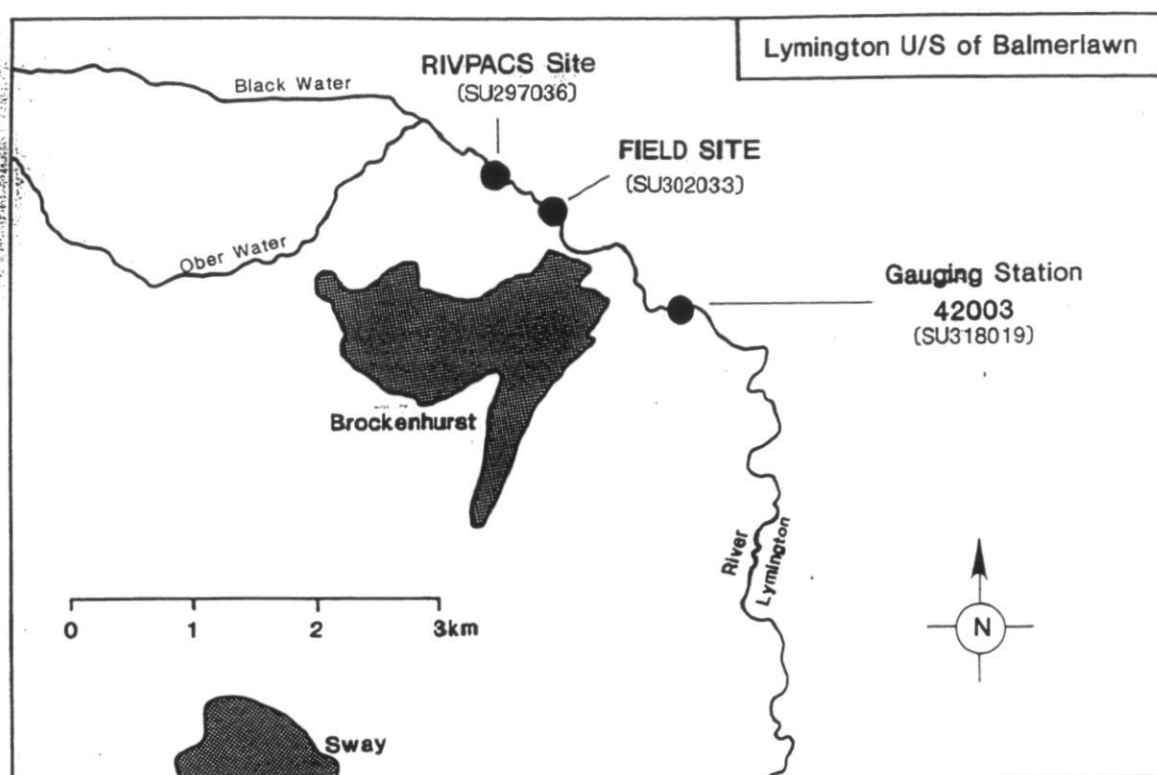 Lymington U/S of Balmerlawn
RIVPACS Site
(SU297036)
Black Water
FIELD SITE
(SU302033)
Ober Water
Gauging Station
42003
(SU318019)
Brockenhurst
River
Lymington
0 1 2 3km
N
Sway